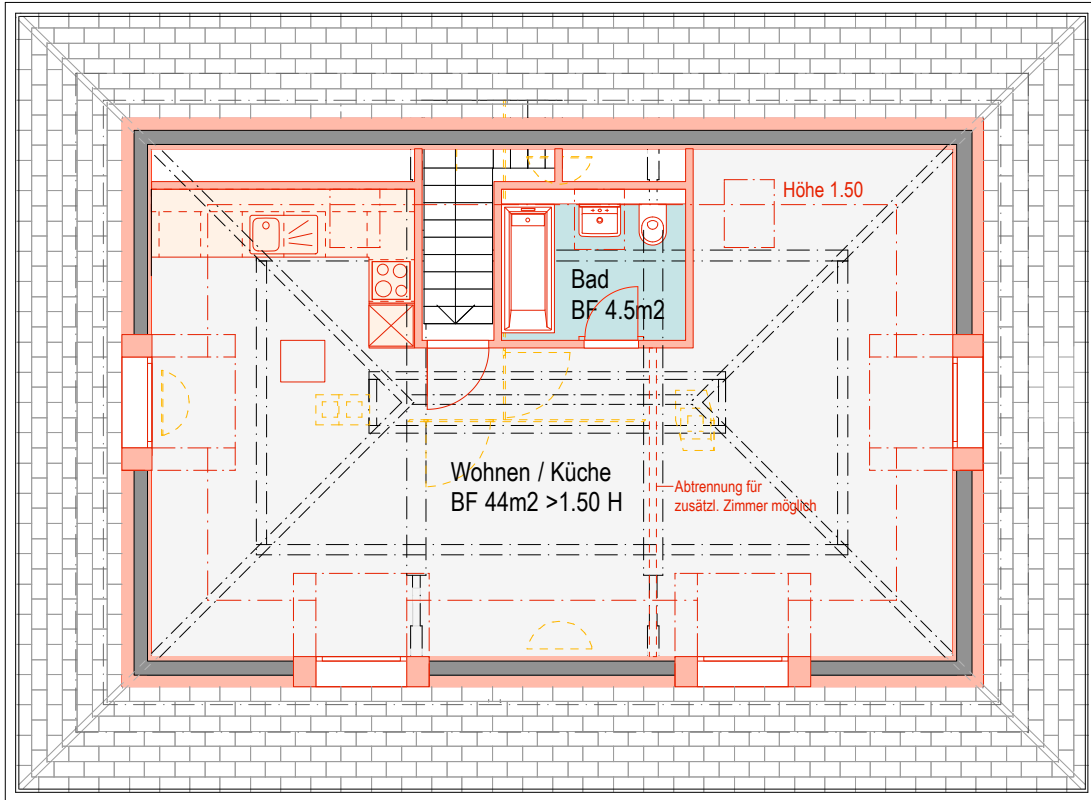 Höhe 1.50
Bad
BF 4.5m2
Wohnen / Küche
BF 44m2 >1.50 H
Abtrennung für
zusätzl. Zimmer möglich